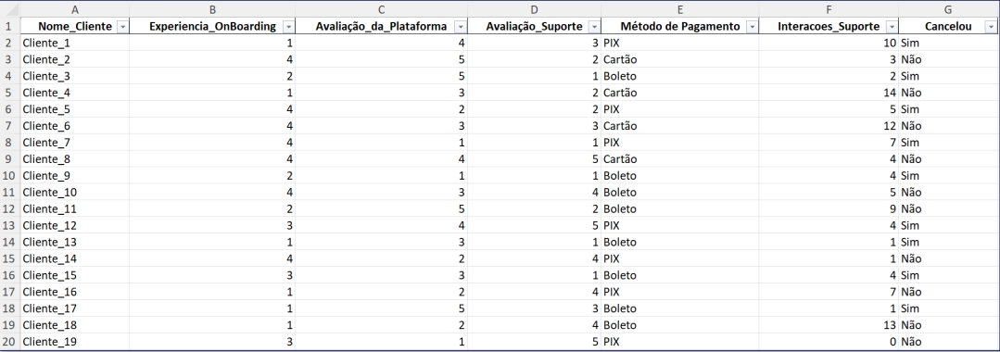 A B C D E F G
1 Nome_Cliente Experiencia_OnBoarding Avaliação_da_Plataforma Avaliação_Suporte Método de Pagamento Interacoes_Suporte Cancelou
2 Cliente_1 1 4 3 PIX 10 Sim
3 Cliente_2 4 5 2 Cartão 3 Não
4 Cliente_3 2 5 1 Boleto 2 Sim
5 Cliente_4 1 3 2 Cartão 14 Não
6 Cliente_5 4 2 2 PIX 5 Sim
7 Cliente_6 4 3 3 Cartão 12 Não
8 Cliente_7 4 1 1 PIX 7 Sim
9 Cliente_8 4 4 5 Cartão 4 Não
10 Cliente_9 2 1 1 Boleto 4 Sim
11 Cliente_10 4 3 4 Boleto 5 Não
12 Cliente_11 2 5 2 Boleto 9 Não
13 Cliente_12 3 4 5 PIX 4 Sim
14 Cliente_13 1 3 1 Boleto 1 Sim
15 Cliente_14 4 2 4 PIX 1 Não
16 Cliente_15 3 3 1 Boleto 4 Sim
17 Cliente_16 1 2 4 PIX 7 Não
18 Cliente_17 1 5 3 Boleto 1 Sim
19 Cliente_18 1 2 4 Boleto 13 Não
20 Cliente_19 3 1 5 PIX 0 Não